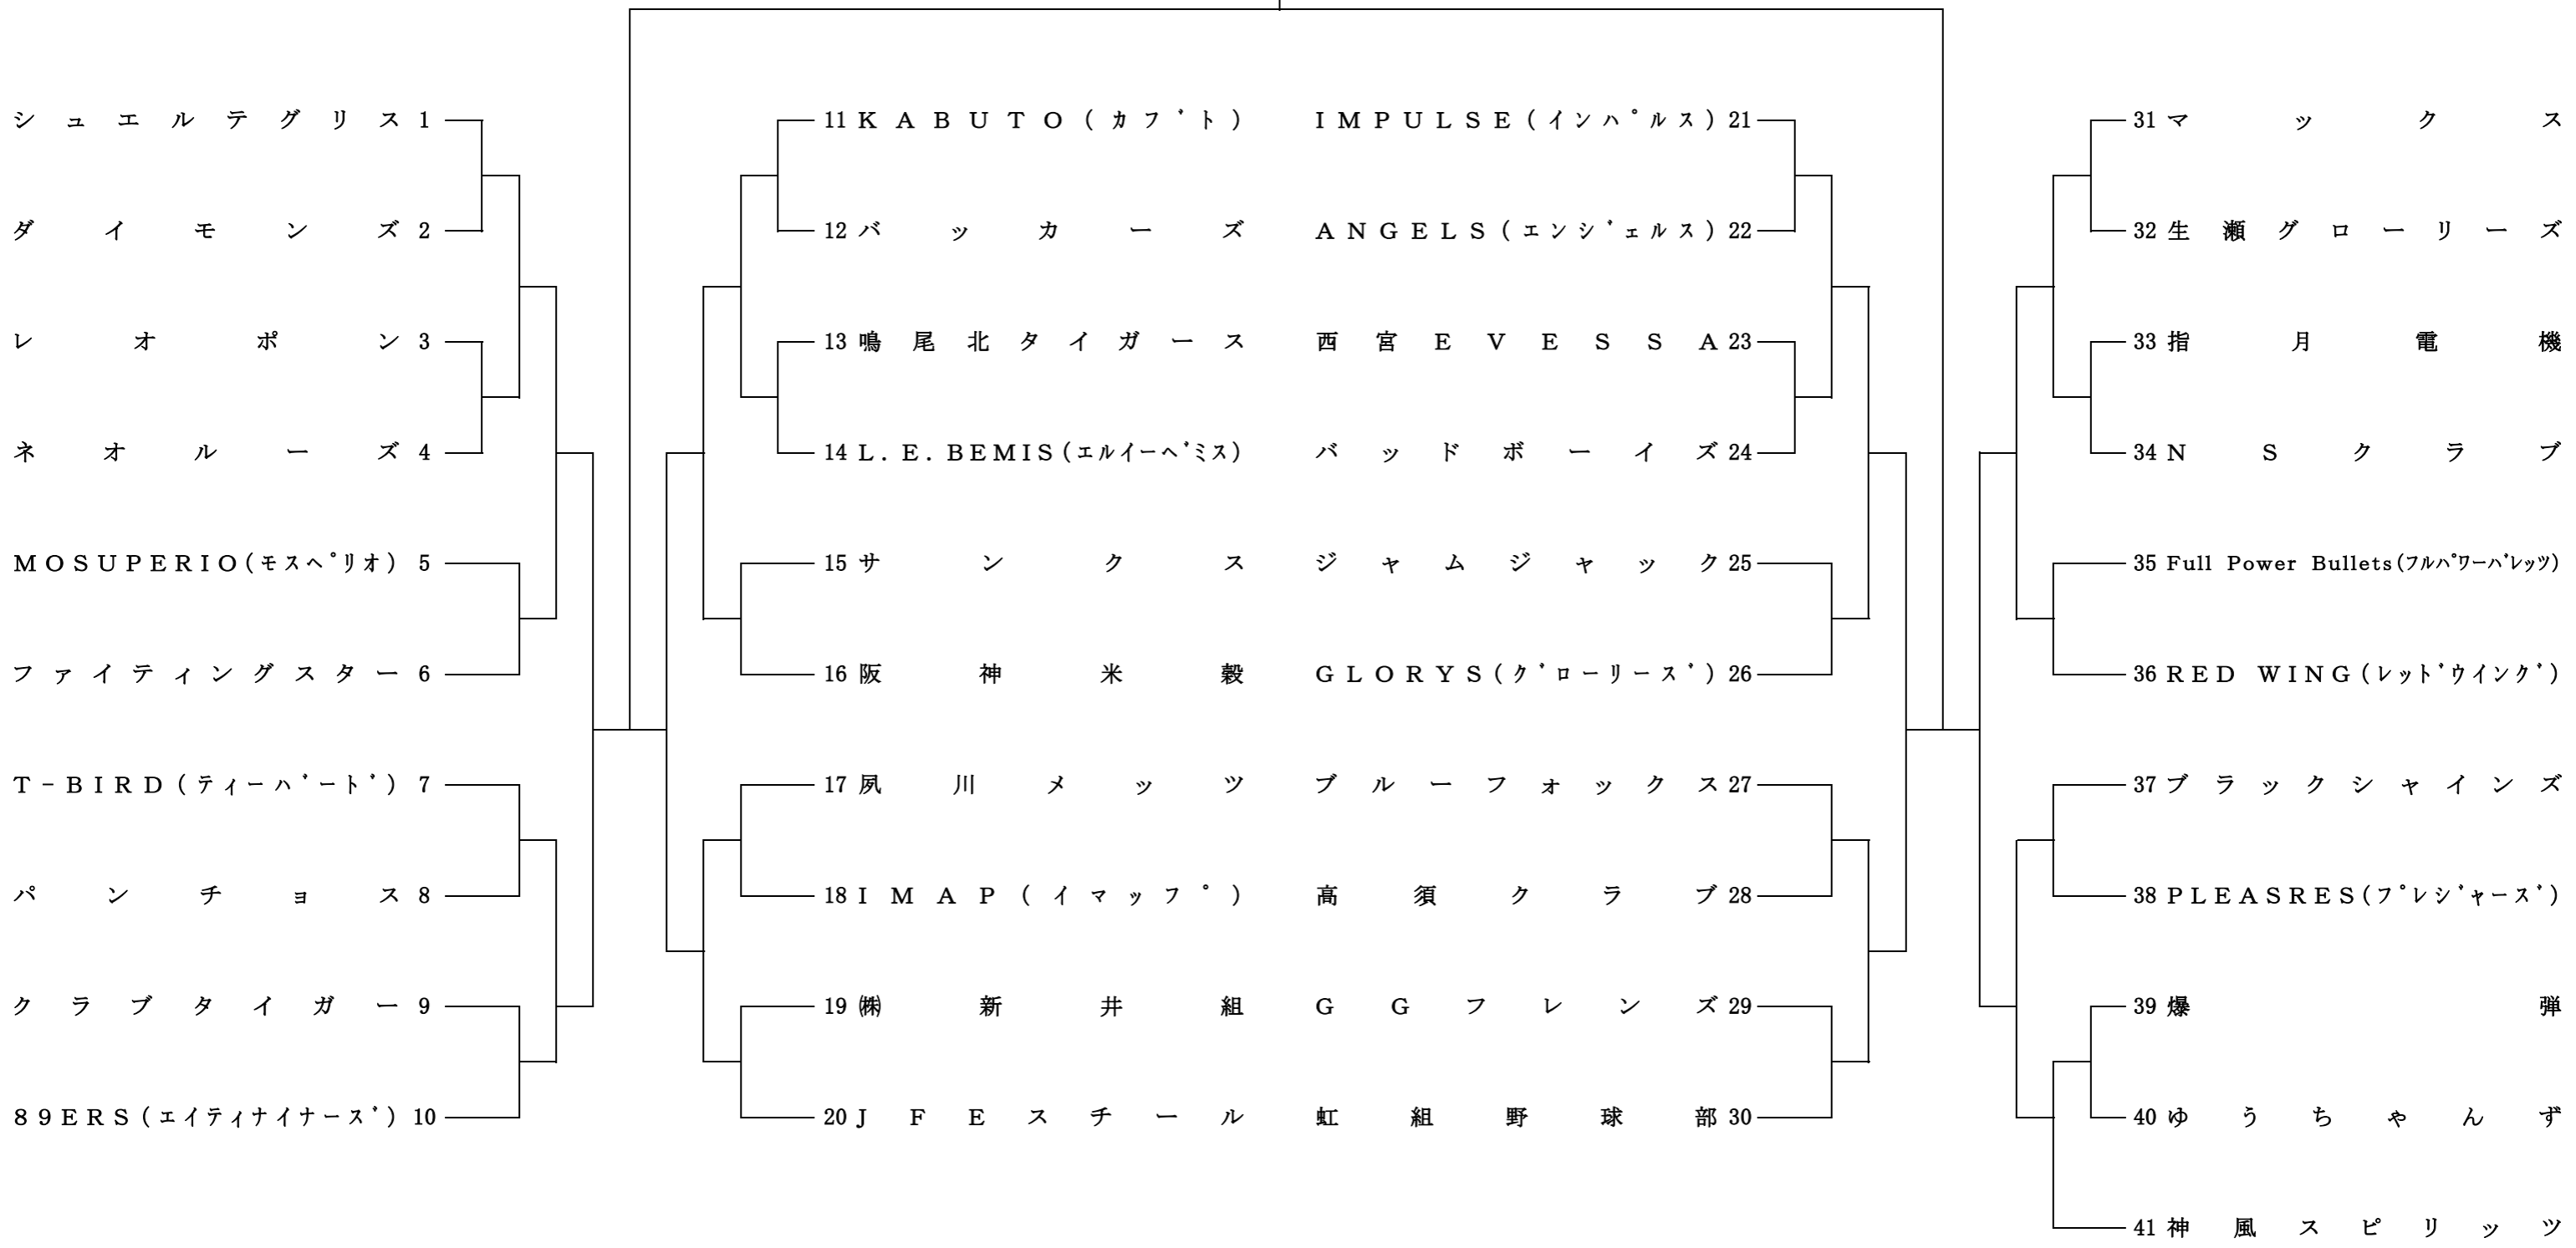 シュエルテグリス 1
ダイモンズ 2
レオポン 3
ネオルーズ 4
MOSUPERIO(モスペリオ) 5
ファイティングスター 6
T-BIRD(ティーバード) 7
パンチョス 8
クラブタイガー 9
89ERS(エイティナイナーズ) 10
11 KABUTO(カブト)
12 バッカーズ
13 鳴尾北タイガース
14 L.E.BEMIS(エルイーベミス)
15 サンクス
16 阪神米穀
17 夙川メッツ
18 IMAP(イマップ)
19 ㈱新井組
20 JFEスチール
IMPULSE(インパルス) 21
ANGELS(エンジェルス) 22
西宮EVESSA 23
バッドボーイズ 24
ジャムジャック 25
GLORYS(グローリーズ) 26
ブルーフォックス 27
高須クラブ 28
GGフレンズ 29
虹組野球部 30
31 マックス
32 生瀬グローリーズ
33 指月電機
34 NSクラブ
35 Full Power Bullets(フルパワーバレッツ)
36 RED WING(レッドウイング)
37 ブラックシャインズ
38 PLEASRES(プレジャーズ)
39 爆弾
40 ゆうちゃんず
41 神風スピリッツ